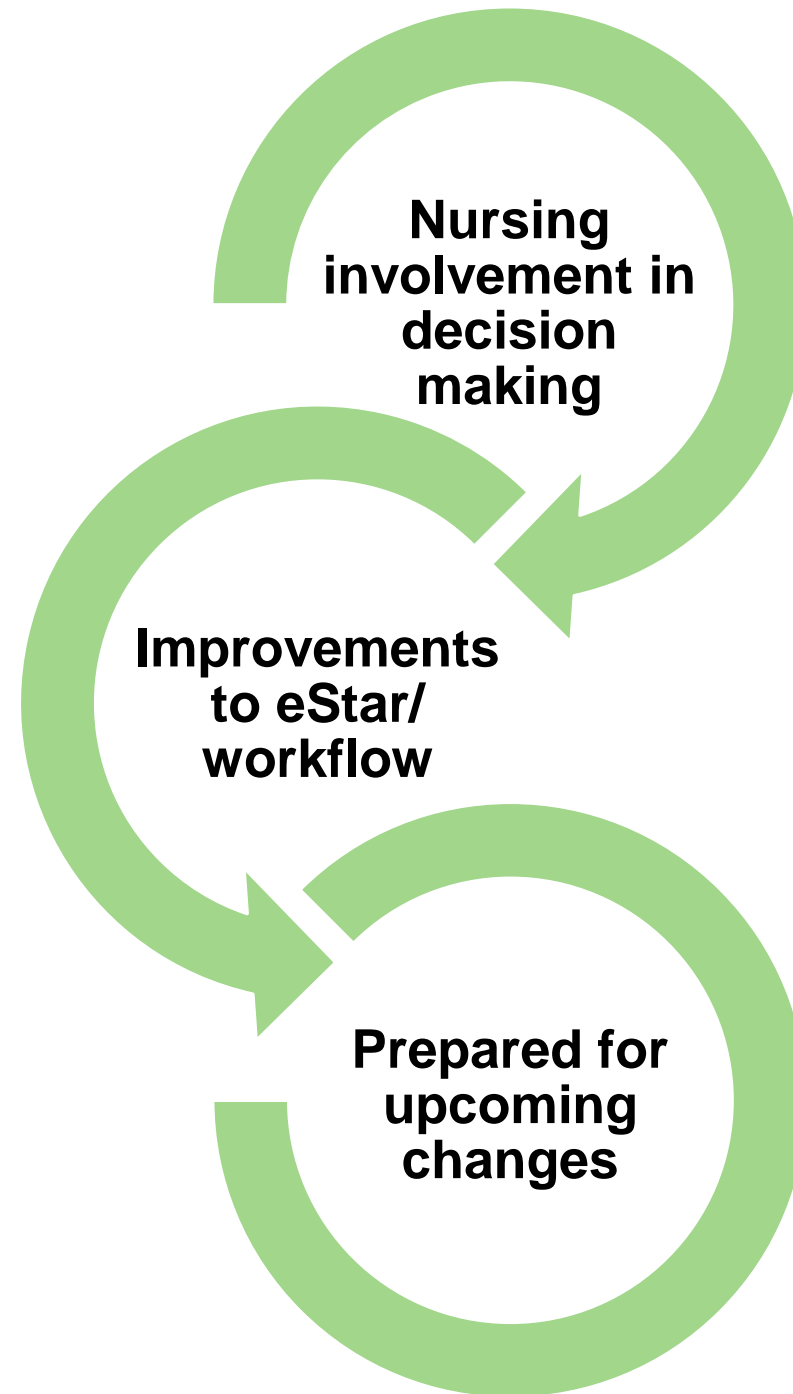 Nursing
involvement in
decision
making
Improvements
to eStar/
workflow
Prepared for
upcoming
changes